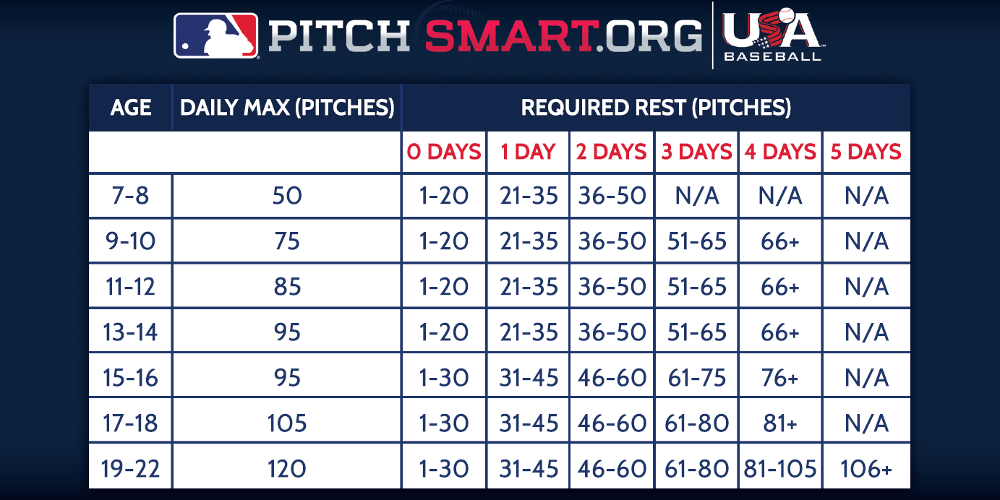 PITCH SMART.ORG USA BASEBALL
AGE DAILY MAX (PITCHES) REQUIRED REST (PITCHES)
0 DAYS 1 DAY 2 DAYS 3 DAYS 4 DAYS 5 DAYS
7-8 50 1-20 21-35 36-50 N/A N/A N/A
9-10 75 1-20 21-35 36-50 51-65 66+ N/A
11-12 85 1-20 21-35 36-50 51-65 66+ N/A
13-14 95 1-20 21-35 36-50 51-65 66+ N/A
15-16 95 1-30 31-45 46-60 61-75 76+ N/A
17-18 105 1-30 31-45 46-60 61-80 81+ N/A
19-22 120 1-30 31-45 46-60 61-80 81-105 106+